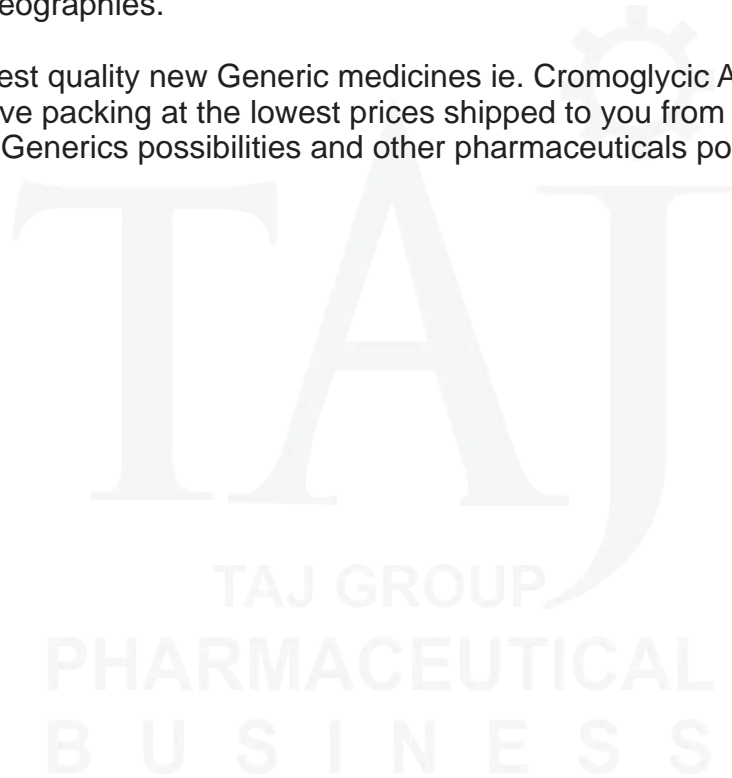 eographies.
est quality new Generic medicines ie. Cromoglycic A
ve packing at the lowest prices shipped to you from
Generics possibilities and other pharmaceuticals po
TAJ
TAJ GROUP
PHARMACEUTICAL
BUSINESS